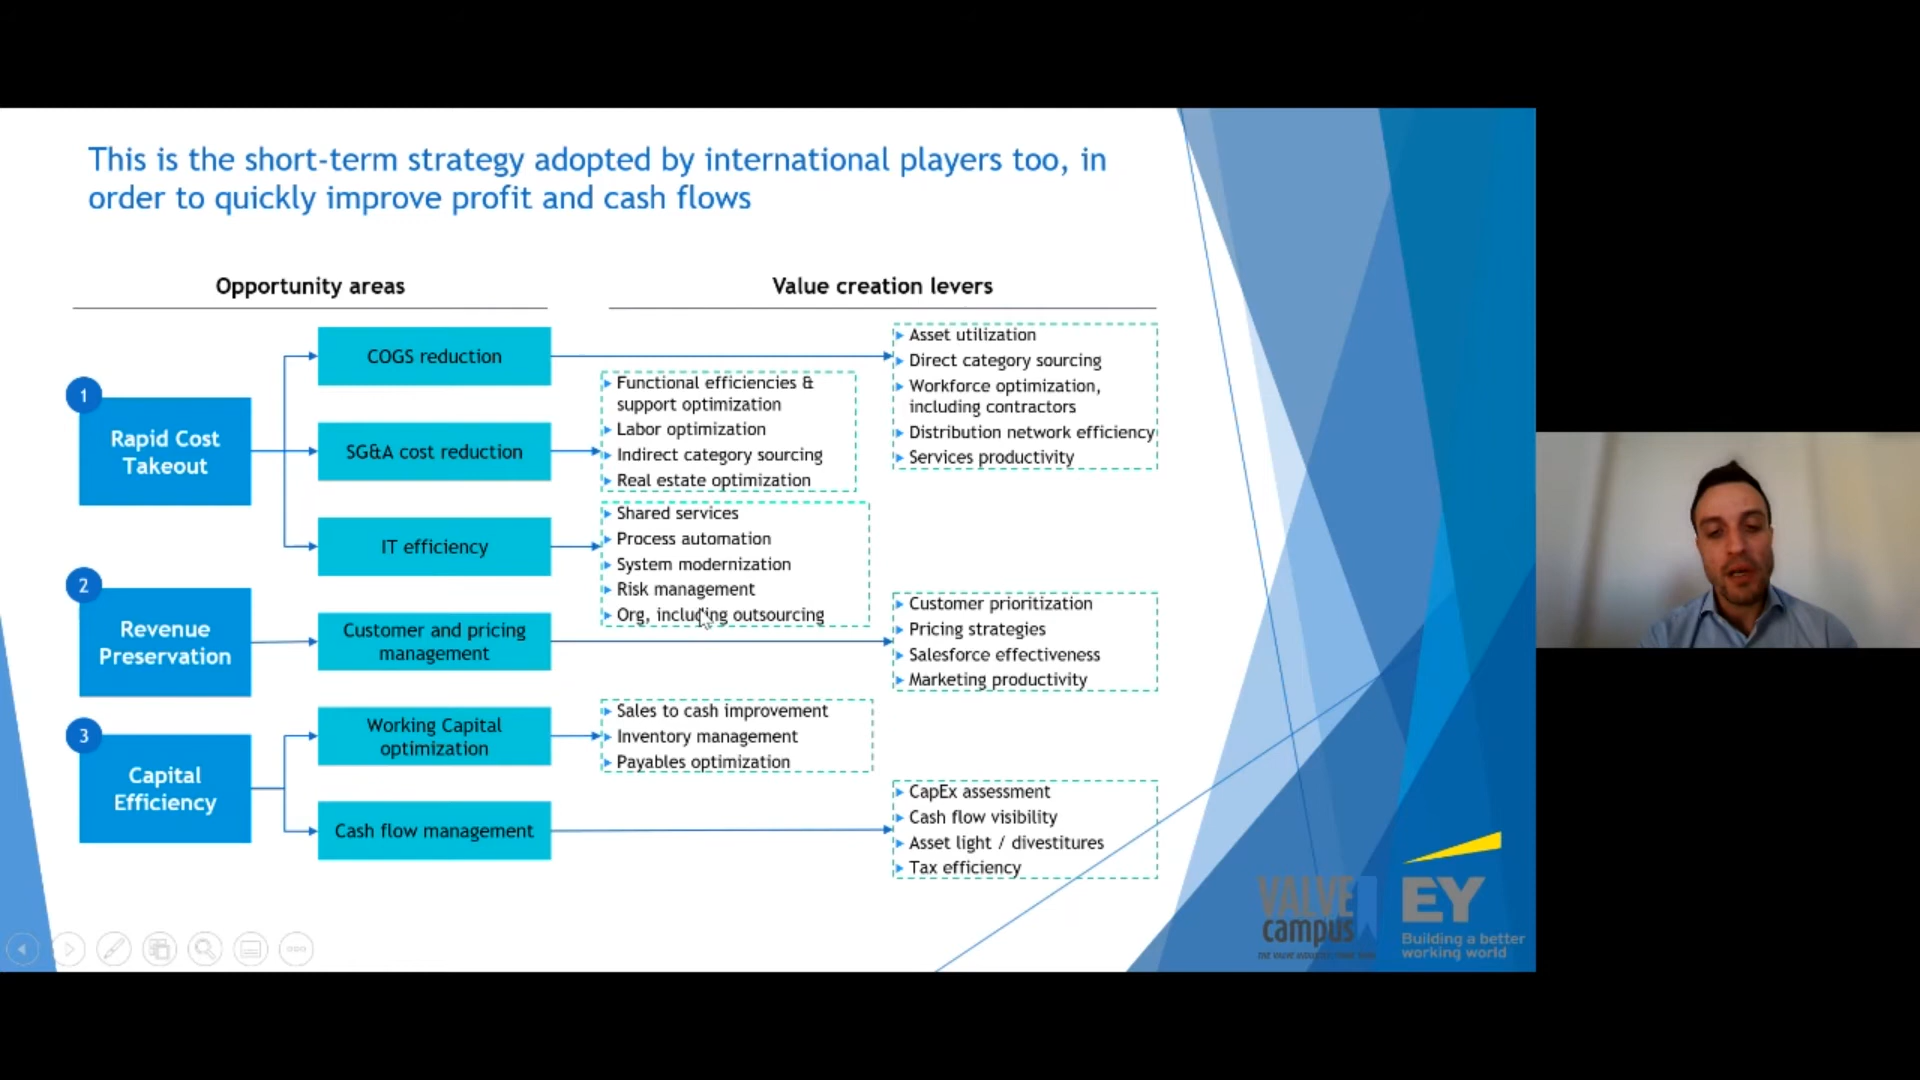 This is the short-term strategy adopted by international players too, in
order to quickly improve profit and cash flows
Opportunity areas
Value creation levers
1
Rapid Cost
Takeout
COGS reduction
Asset utilization
Direct category sourcing
Workforce optimization,
including contractors
Distribution network efficiency
Services productivity
SG&A cost reduction
Functional efficiencies &
support optimization
Labor optimization
Indirect category sourcing
Real estate optimization
IT efficiency
Shared services
Process automation
System modernization
Risk management
Org, including outsourcing
2
Revenue
Preservation
Customer and pricing
management
Customer prioritization
Pricing strategies
Salesforce effectiveness
Marketing productivity
3
Capital
Efficiency
Working Capital
optimization
Sales to cash improvement
Inventory management
Payables optimization
Cash flow management
CapEx assessment
Cash flow visibility
Asset light / divestitures
Tax efficiency
VALVE
campus
EY
Building a better
working world